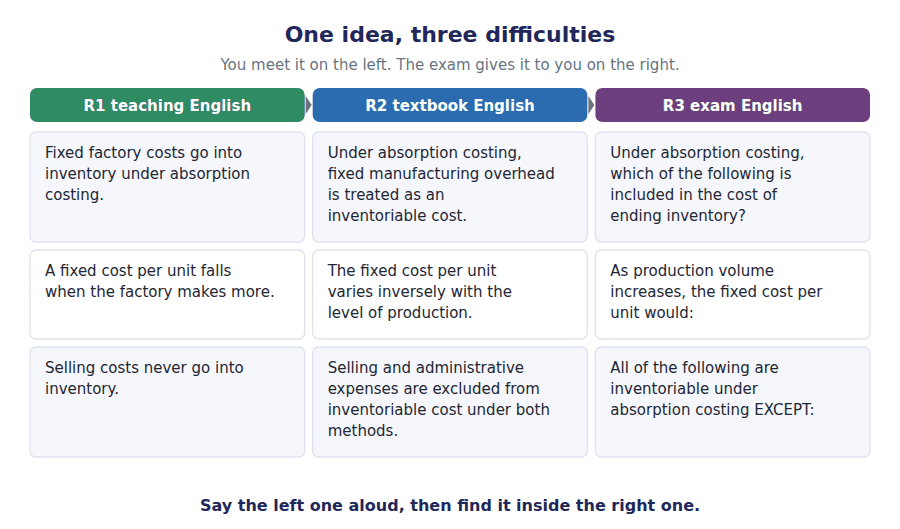 One idea, three difficulties
You meet it on the left. The exam gives it to you on the right.
R1 teaching English
R2 textbook English
R3 exam English
Fixed factory costs go into
inventory under absorption
costing.
Under absorption costing,
fixed manufacturing overhead
is treated as an
inventoriable cost.
Under absorption costing,
which of the following is
included in the cost of
ending inventory?
A fixed cost per unit falls
when the factory makes more.
The fixed cost per unit
varies inversely with the
level of production.
As production volume
increases, the fixed cost per
unit would:
Selling costs never go into
inventory.
Selling and administrative
expenses are excluded from
inventoriable cost under both
methods.
All of the following are
inventoriable under
absorption costing EXCEPT:
Say the left one aloud, then find it inside the right one.